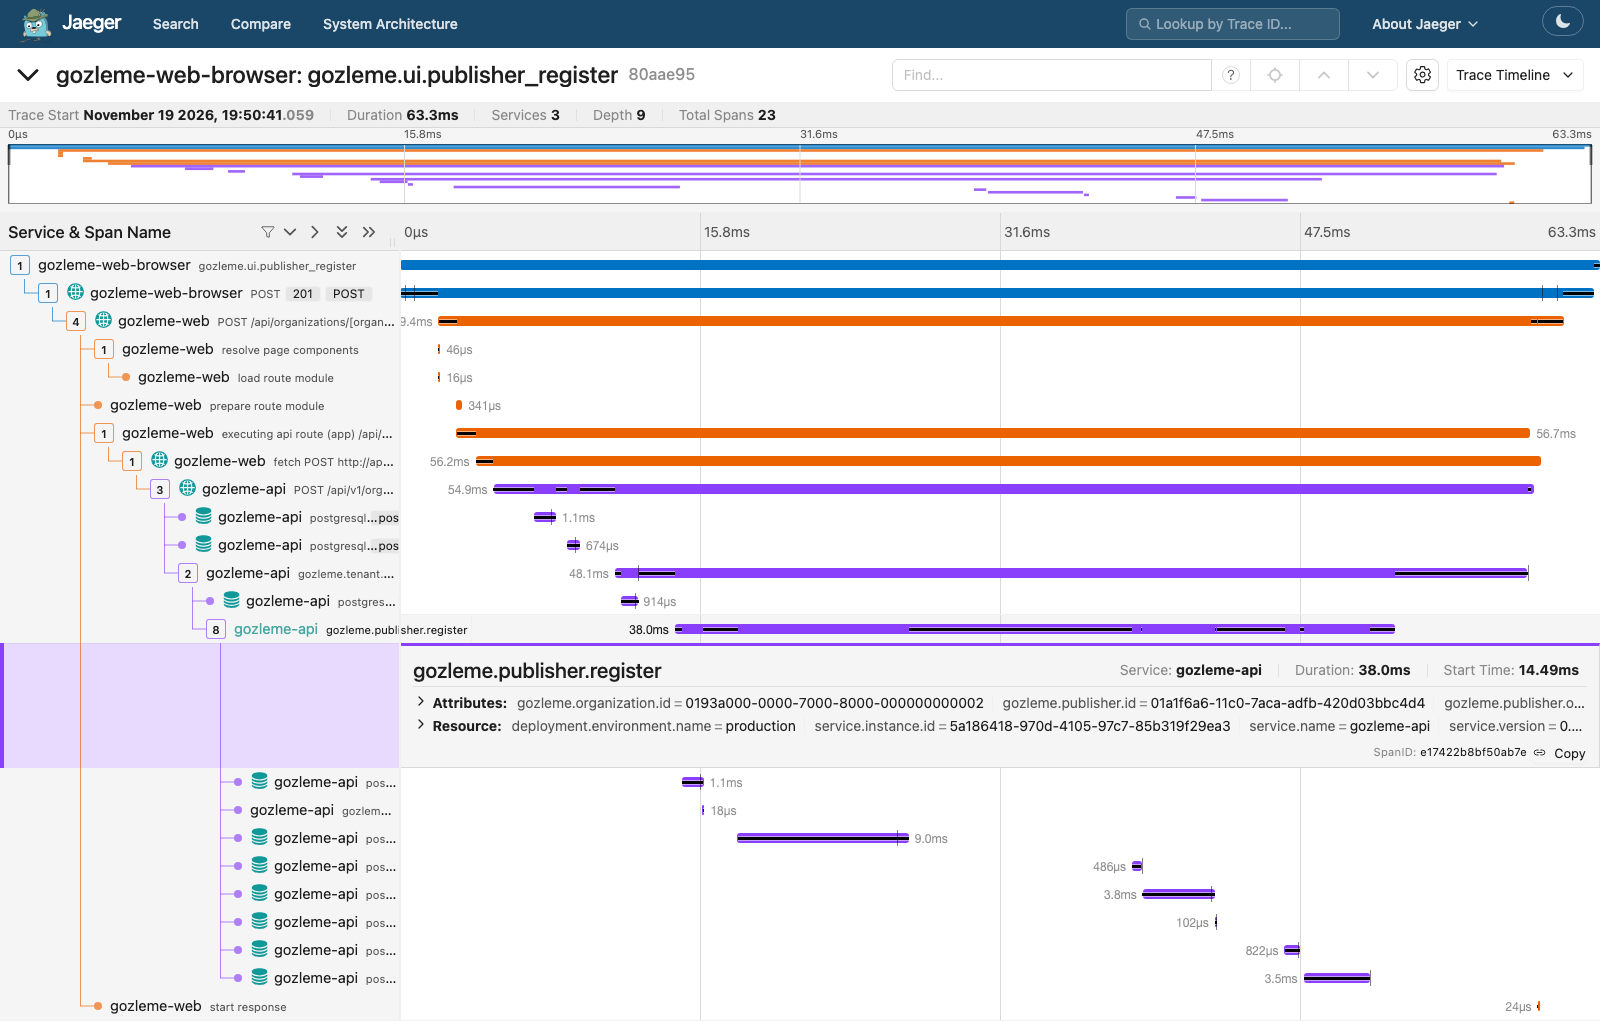 Jaeger Search Compare System Architecture Lookup by Trace ID... About Jaeger
gozleme-web-browser: gozleme.ui.publisher_register 80aae95 Find... ? Trace Timeline
Trace Start November 19 2026, 19:50:41.059 Duration 63.3ms Services 3 Depth 9 Total Spans 23
0μs 15.8ms 31.6ms 47.5ms 63.3ms
Service & Span Name 0μs 15.8ms 31.6ms 47.5ms 63.3ms
1 gozleme-web-browser gozleme.ui.publisher_register
1 gozleme-web-browser POST 201 POST
4 gozleme-web POST /api/organizations/[organ... 9.4ms
1 gozleme-web resolve page components 46μs
gozleme-web load route module 16μs
gozleme-web prepare route module 341μs
1 gozleme-web executing api route (app) /api/... 56.7ms
1 gozleme-web fetch POST http://ap... 56.2ms
3 gozleme-api POST /api/v1/org... 54.9ms
gozleme-api postgresql... pos 1.1ms
gozleme-api postgresql... pos 674μs
2 gozleme-api gozleme.tenant.... 48.1ms
gozleme-api postgres... 914μs
8 gozleme-api gozleme.publisher.register 38.0ms
gozleme.publisher.register Service: gozleme-api Duration: 38.0ms Start Time: 14.49ms
Attributes: gozleme.organization.id = 0193a000-0000-7000-8000-000000000002 gozleme.publisher.id = 01a1f6a6-11c0-7aca-adfb-420d03bbc4d4 gozleme.publisher.o...
Resource: deployment.environment.name = production service.instance.id = 5a186418-970d-4105-97c7-85b319f29ea3 service.name = gozleme-api service.version = 0....
SpanID: e17422b8bf50ab7e Copy
gozleme-api pos... 1.1ms
gozleme-api gozlem... 18μs
gozleme-api pos... 9.0ms
gozleme-api pos... 486μs
gozleme-api pos... 3.8ms
gozleme-api pos... 102μs
gozleme-api pos... 822μs
gozleme-api pos... 3.5ms
gozleme-web start response 24μs